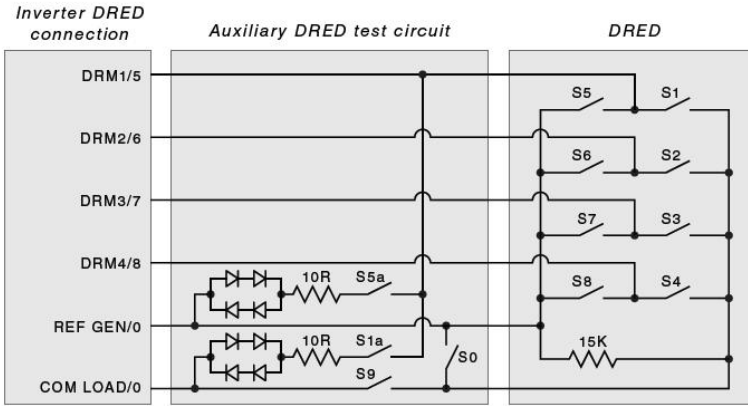 Inverter DRED
connection
Auxiliary DRED test circuit
DRED
DRM1/5
S5 S1
DRM2/6
S6 S2
DRM3/7
S7 S3
DRM4/8
10R S5a
S8 S4
REF GEN/0
10R S1a
S0
15K
S9
COM LOAD/0